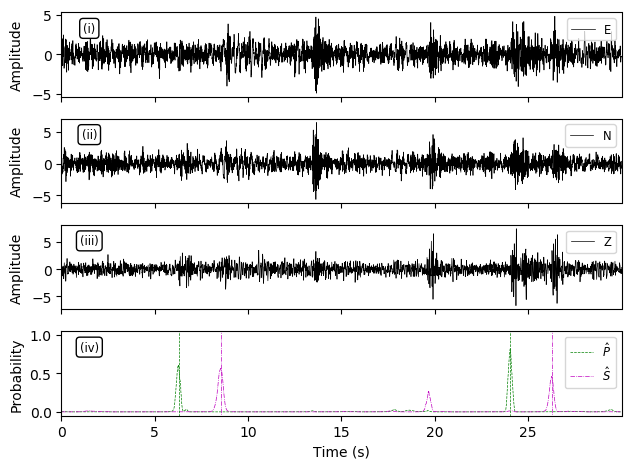 Amplitude
5
0
−5
(i)
E
Amplitude
5
0
−5
(ii)
N
Amplitude
5
0
−5
(iii)
Z
Probability
1.0
0.5
0.0
(iv)
P̂
Ŝ
0 5 10 15 20 25
Time (s)